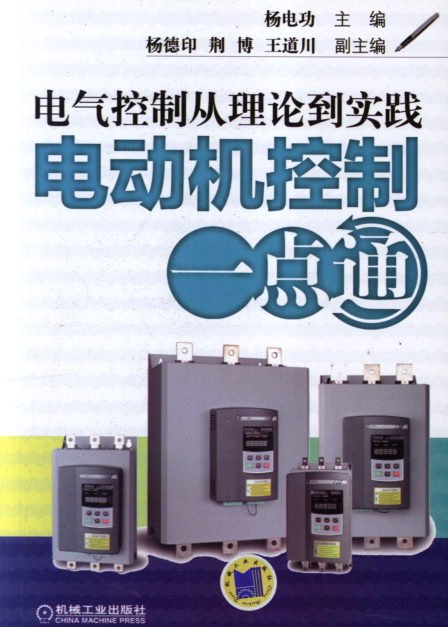 杨电功 主 编
杨德印 荆 博 王道川 副主编
电气控制从理论到实践
电动机控制
一点通
机械工业出版社
CHINA MACHINE PRESS